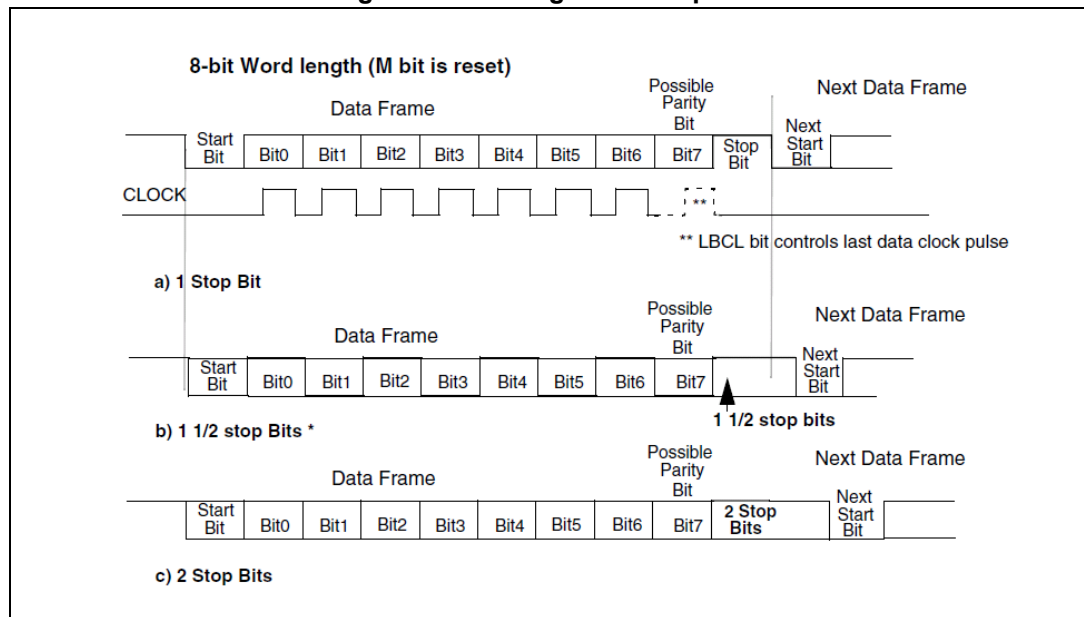 8-bit Word length (M bit is reset)
Possible
Parity
Bit
Next Data Frame
Data Frame
Start
Bit
Bit0
Bit1
Bit2
Bit3
Bit4
Bit5
Bit6
Bit7
Stop
Bit
Next
Start
Bit
CLOCK
**
** LBCL bit controls last data clock pulse
a) 1 Stop Bit
Possible
Parity
Bit
Next Data Frame
Data Frame
Start
Bit
Bit0
Bit1
Bit2
Bit3
Bit4
Bit5
Bit6
Bit7
Next
Start
Bit
1 1/2 stop bits
b) 1 1/2 stop Bits *
Possible
Parity
Bit
Next Data Frame
Data Frame
Start
Bit
Bit0
Bit1
Bit2
Bit3
Bit4
Bit5
Bit6
Bit7
2 Stop
Bits
Next
Start
Bit
c) 2 Stop Bits